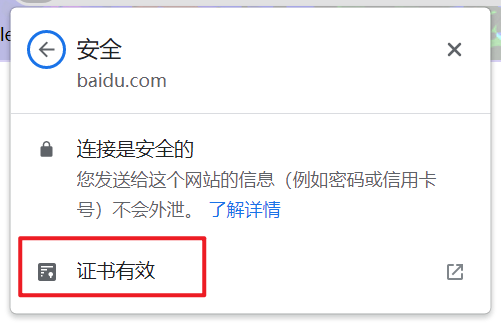 le
安全
baidu.com
连接是安全的
您发送给这个网站的信息（例如密码或信用卡
号）不会外泄。 了解详情
证书有效